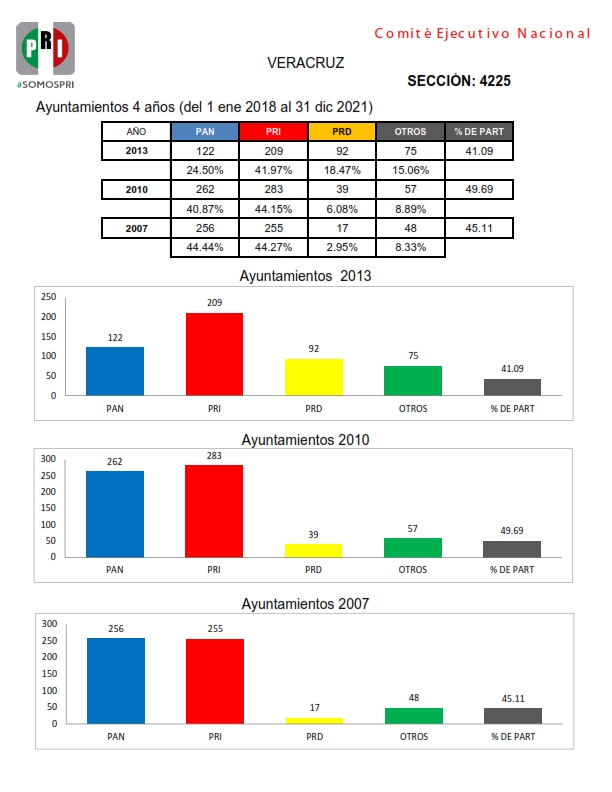 Comité Ejecutivo Nacional
PRI
#SOMOSPRI
VERACRUZ
SECCIÓN: 4225
Ayuntamientos 4 años (del 1 ene 2018 al 31 dic 2021)
AÑO PAN PRI PRD OTROS % DE PART
2013 122 209 92 75 41.09
24.50% 41.97% 18.47% 15.06%
2010 262 283 39 57 49.69
40.87% 44.15% 6.08% 8.89%
2007 256 255 17 48 45.11
44.44% 44.27% 2.95% 8.33%
Ayuntamientos 2013
250
200
150
100
50
0
122 209 92 75 41.09
PAN PRI PRD OTROS % DE PART
Ayuntamientos 2010
300
250
200
150
100
50
0
262 283 39 57 49.69
PAN PRI PRD OTROS % DE PART
Ayuntamientos 2007
300
250
200
150
100
50
0
256 255 17 48 45.11
PAN PRI PRD OTROS % DE PART